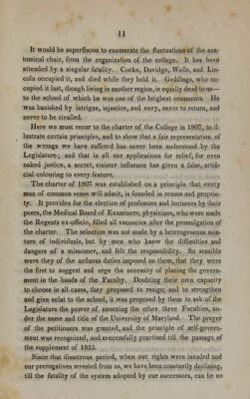 11
It would be superfluous to enumerate the fluctuations of the ana-
tomical chair, from the organization of the college. It has been
attended by a singular fatality. Cocke, Davidge, Wells, and Lin-
coln occupied it, and died while they held it. Geddings, who oc-
cupied it last, though living in another region, is equally dead to us—
to the school of which he was one of the brightest ornaments. He
was banished by intrigue, injustice, and envy, never to return, and
never to be rivalled.
Here we must recur to the charter of the College in 1807, to il-
lustrate certain principles, and to show that a fair representation of
the wrongs we have suffered has never been understood by the
Legislature; and that in all our applications for relief, for even
naked justice, a secret, sinister influence has given a false, artifi-
cial colouring to every feature.
The charter of 1807 was established on a principle that every
man of common sense will admit, is founded in reason and proprie-
ty. It provides for the election of professors and lecturers by their
peers, the Medical Board of Examiners, physicians, who were made
the Regents ex-officio, filled all vacancies after the promulgation of
the charter. The selection was not made by a heterogeneous mix-
ture of individuals, but by men who knew the difficulties and
dangers of a misnomer, and felt the responsibility. So sensible
were they of the arduous duties imposed on them, that they were
the first to suggest and urge the necessity of placing the govern-
ment in the hands of the Faculty. Doubting their own capacity
to choose in all cases, they proposed to resign; and to strengthen
and give eclat to the school, it was proposed by them to ask of the
Legislature the power of annexing the other three Faculties, un-
der the name and title of the University of Maryland. The prayer
of the petitioners was granted, and the principle of self-govern-
ment was recognized, and successfully practised till the passage of
the supplement of 1825.
Since that disastrous period, when our rights were invaded and
our prerogatives wrested from us, we have been constantly declining,
till the fatality of the system adopted by our successors, can be no